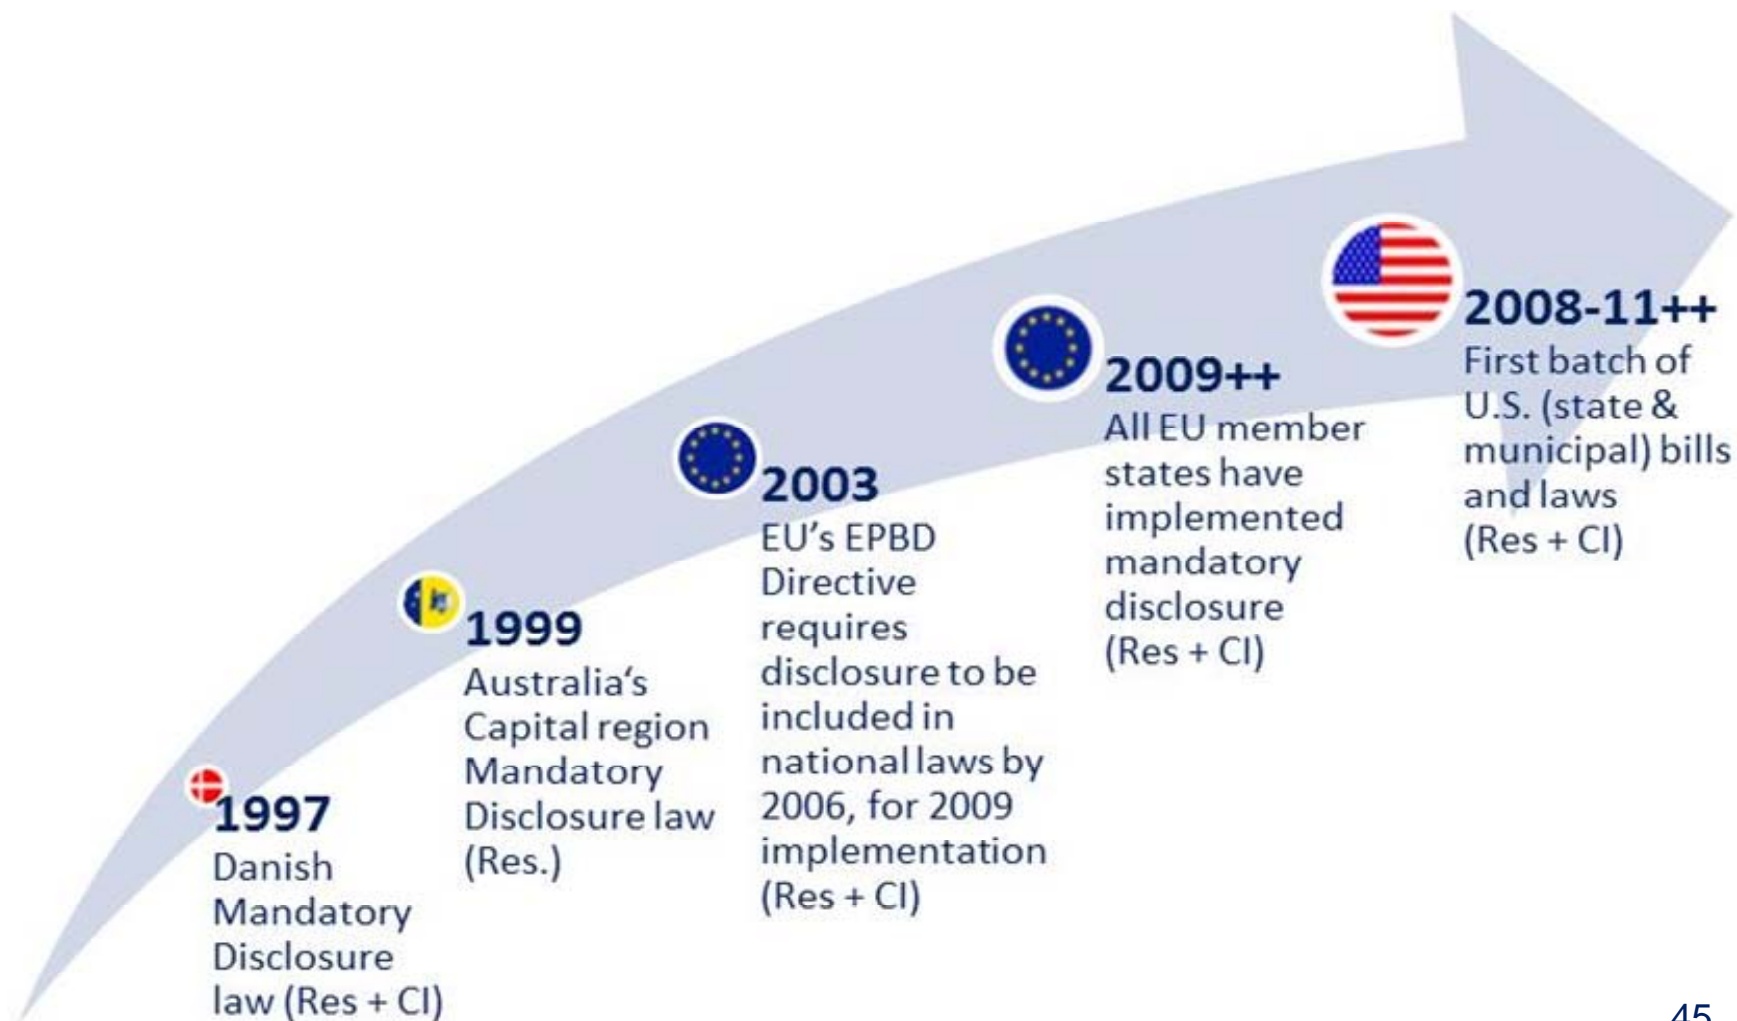 1997
Danish
Mandatory
Disclosure
law (Res + CI)
1999
Australia‘s
Capital region
Mandatory
Disclosure law
(Res.)
2003
EU’s EPBD
Directive
requires
disclosure to be
included in
national laws by
2006, for 2009
implementation
(Res + CI)
2009++
All EU member
states have
implemented
mandatory
disclosure
(Res + CI)
2008-11++
First batch of
U.S. (state &
municipal) bills
and laws
(Res + CI)
45